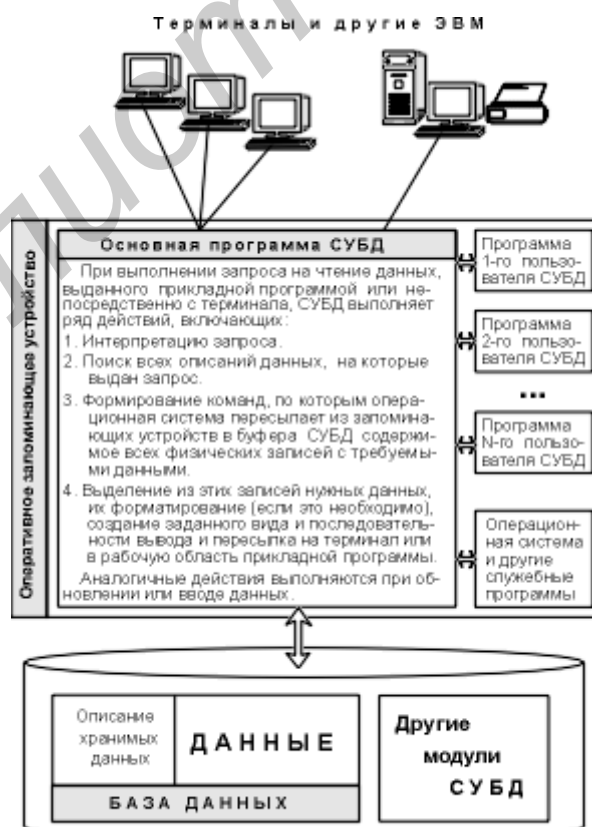 Терминалы и другие ЭВМ
Оперативное запоминающее устройство
Основная программа СУБД
При выполнении запроса на чтение данных,
выданного прикладной программой или не-
посредственно с терминала, СУБД выполняет
ряд действий, включающих:
1. Интерпретацию запроса.
2. Поиск всех описаний данных, на которые
выдан запрос.
3. Формирование команд, по которым опера-
ционная система пересылает из запомина-
ющих устройств в буфера СУБД содержи-
мое всех физических записей с требуемы-
ми данными.
4. Выделение из этих записей нужных данных,
их форматирование (если это необходимо),
создание заданного вида и последователь-
ности вывода и пересылка на терминал или
в рабочую область прикладной программы.
Аналогичные действия выполняются при об-
новлении или вводе данных.
Программа
1-го пользо-
вателя СУБД
Программа
2-го пользо-
вателя СУБД
...
Программа
N-го пользо-
вателя СУБД
Операцион-
ная система
и другие
служебные
программы
Описание
хранимых
данных
ДАННЫЕ
БАЗА ДАННЫХ
Другие
модули
СУБД